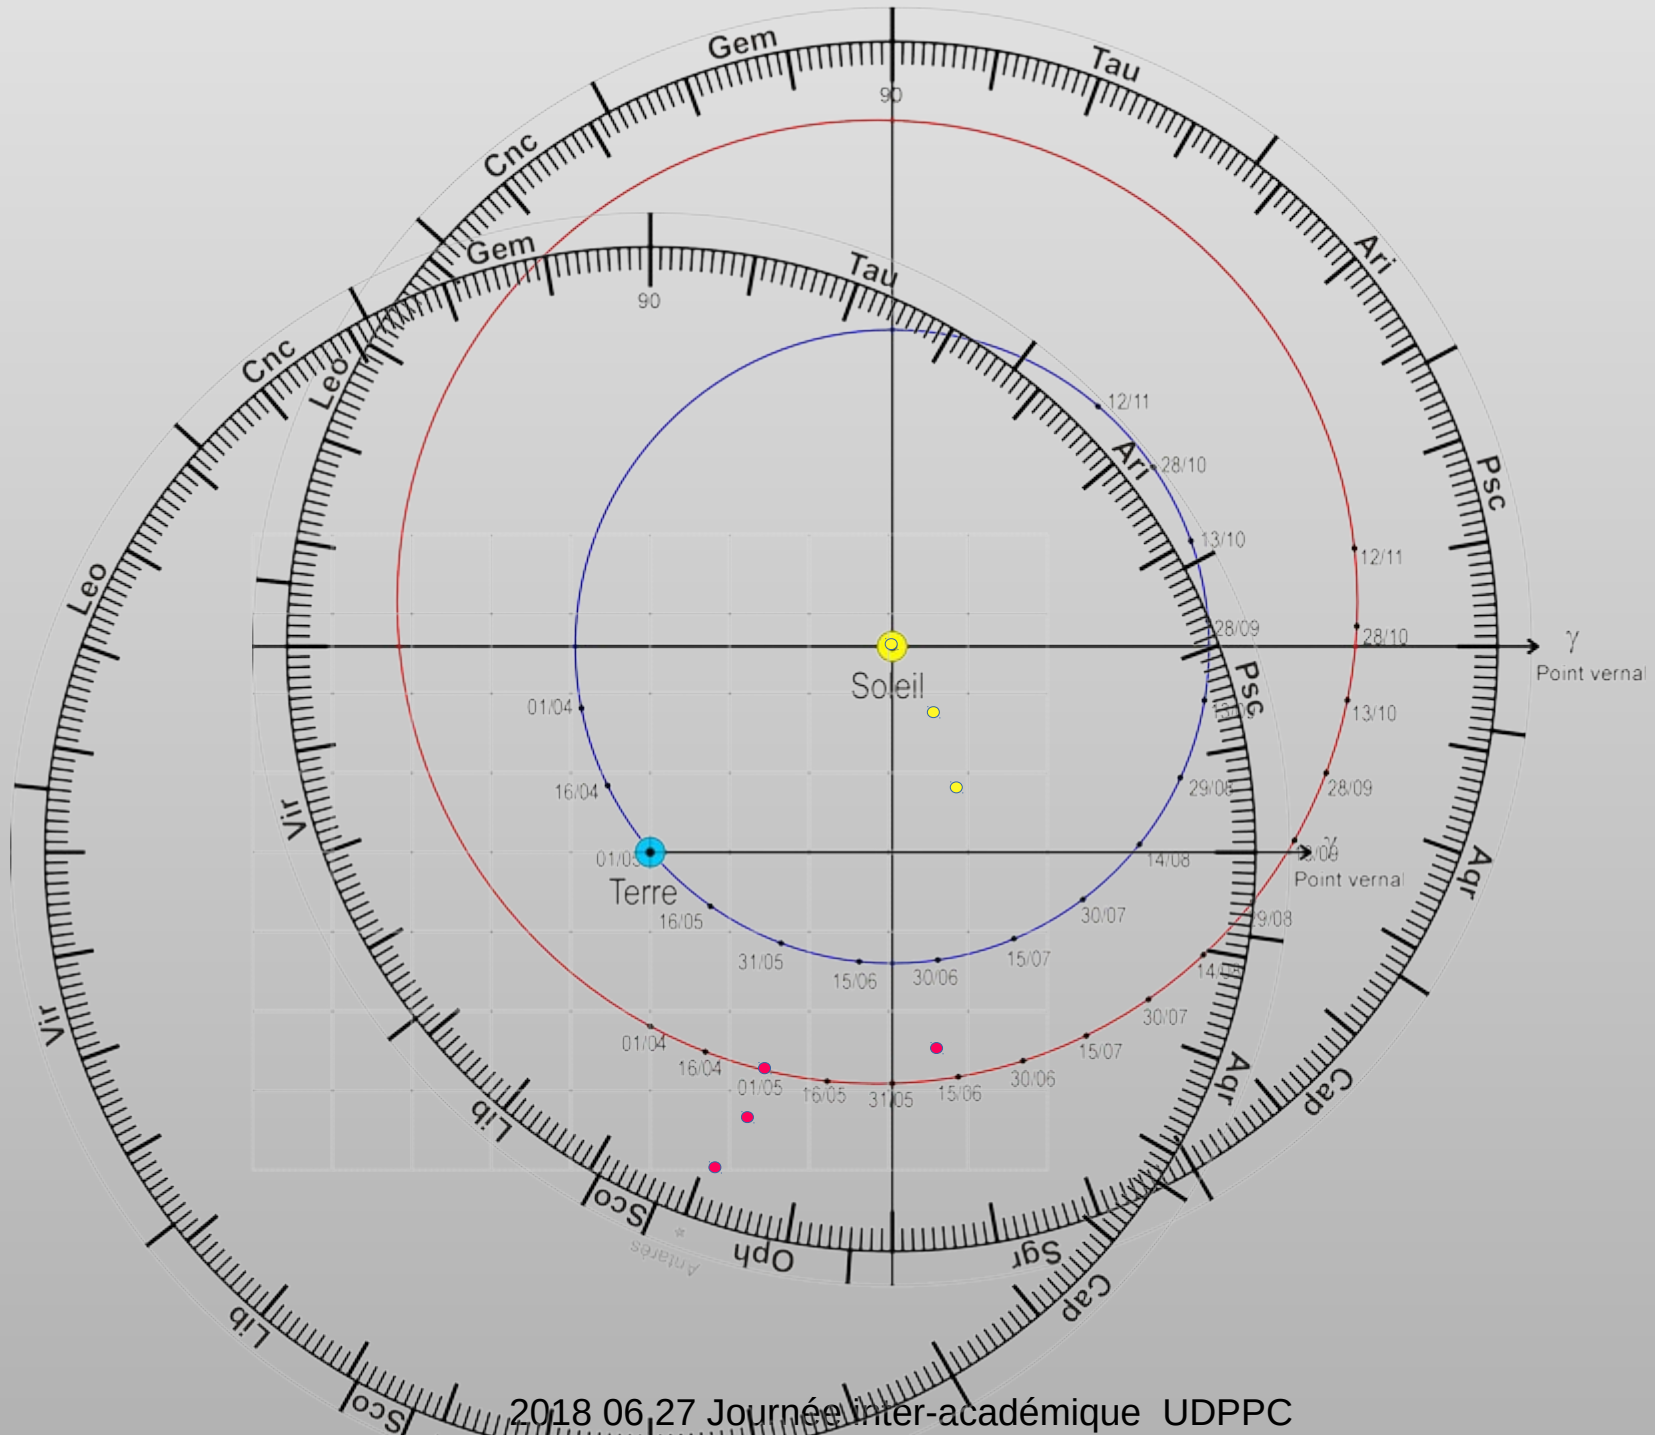 Gem
Tau
90
Cnc
Ari
Gem
Tau
90
Cnc
Leo
12/11
Ari
28/10
Psc
13/10
12/11
Leo
28/09
28/10
γ
Point vernal
Soleil
Psc
01/04
13/10
16/04
29/08
28/09
Vir
01/05
14/08
γ
Point vernal
Aqr
Terre
16/05
30/07
29/08
31/05
15/07
15/06
30/06
14/08
Vir
30/07
01/04
15/07
16/04
30/06
01/05
16/05
31/05
15/06
Aqr
Cap
Lib
Sco
Antarès
Oph
Sgr
Cap
Lib
Sco
2018 06 27 Journée inter-académique UDPPC